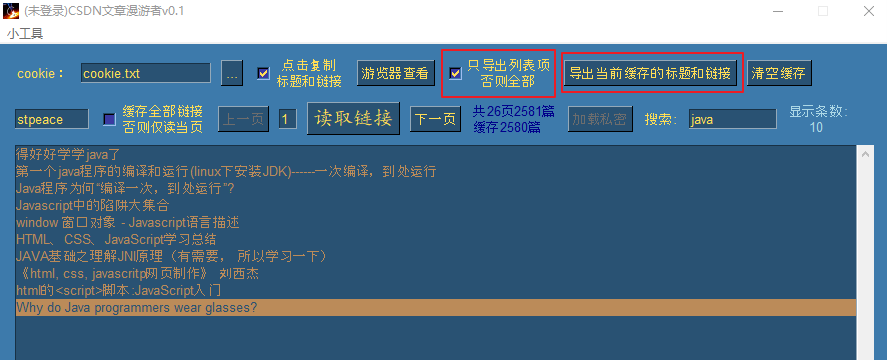 (未登录)CSDN文章漫游者v0.1
小工具
cookie： cookie.txt ... 点击复制 标题和链接 游览器查看 只导出列表项 否则全部 导出当前缓存的标题和链接 清空缓存
stpeace 缓存全部链接 否则仅读当页 上一页 1 读取链接 下一页 共26页2581篇 缓存2580篇 加载私密 搜索: java 显示条数: 10
得好好学学java了
第一个java程序的编译和运行(linux下安装JDK)------一次编译，到处运行
Java程序为何“编译一次，到处运行”?
Javascript中的陷阱大集合
window 窗口对象 - Javascript语言描述
HTML、CSS、JavaScript学习总结
JAVA基础之理解JNI原理（有需要， 所以学习一下）
《html, css, javascritp网页制作》 刘西杰
html的<script>脚本:JavaScript入门
Why do Java programmers wear glasses?